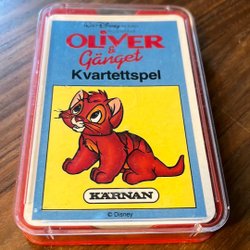 WALT DISNEY
OLIVER
&
Gänget
Kvartettspel
KÄRNAN
© Disney